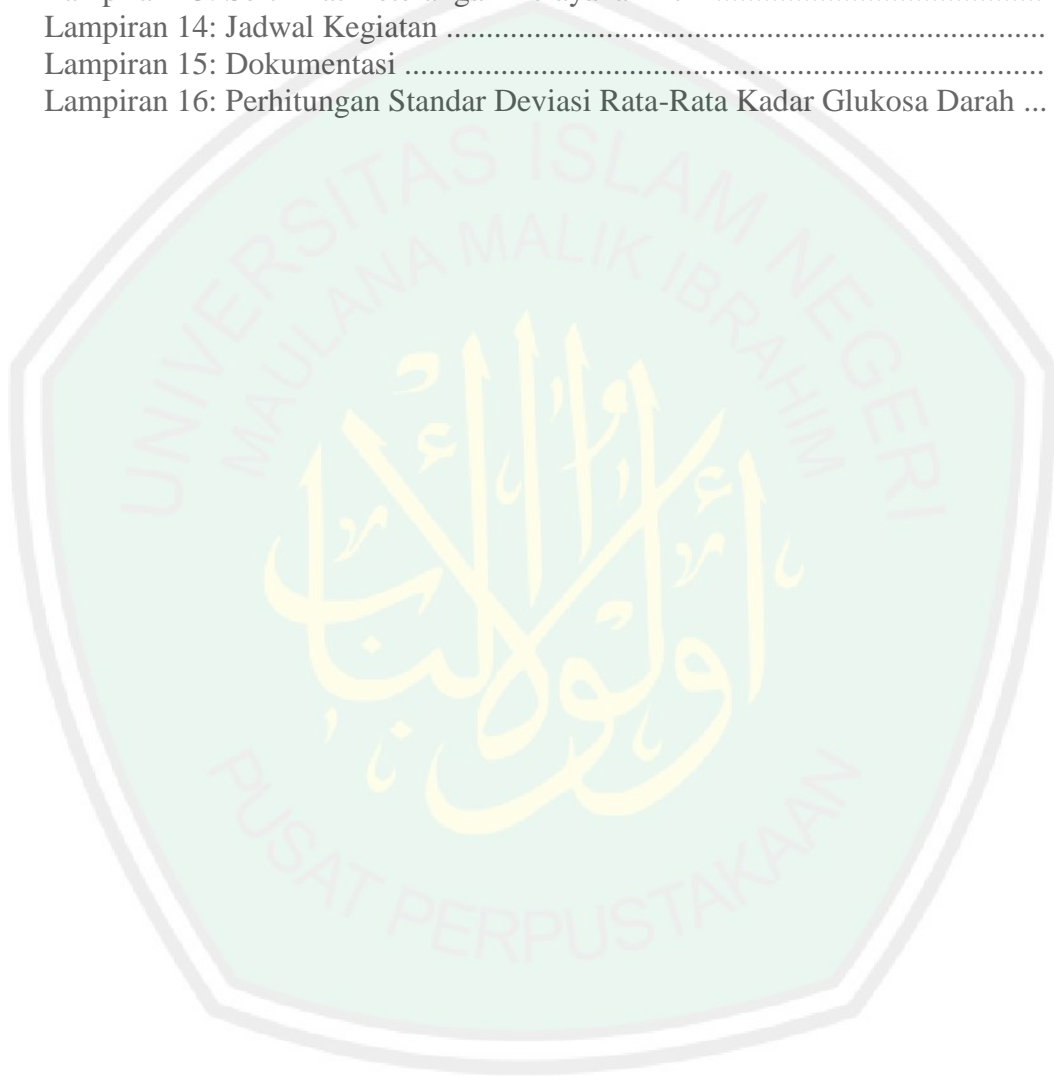 Lampiran 14: Jadwal Kegiatan ............................................................................
Lampiran 15: Dokumentasi .................................................................................
Lampiran 16: Perhitungan Standar Deviasi Rata-Rata Kadar Glukosa Darah ...
UNIVERSITAS ISLAM NEGERI
MAULANA MALIK IBRAHIM
PUSAT PERPUSTAKAAN